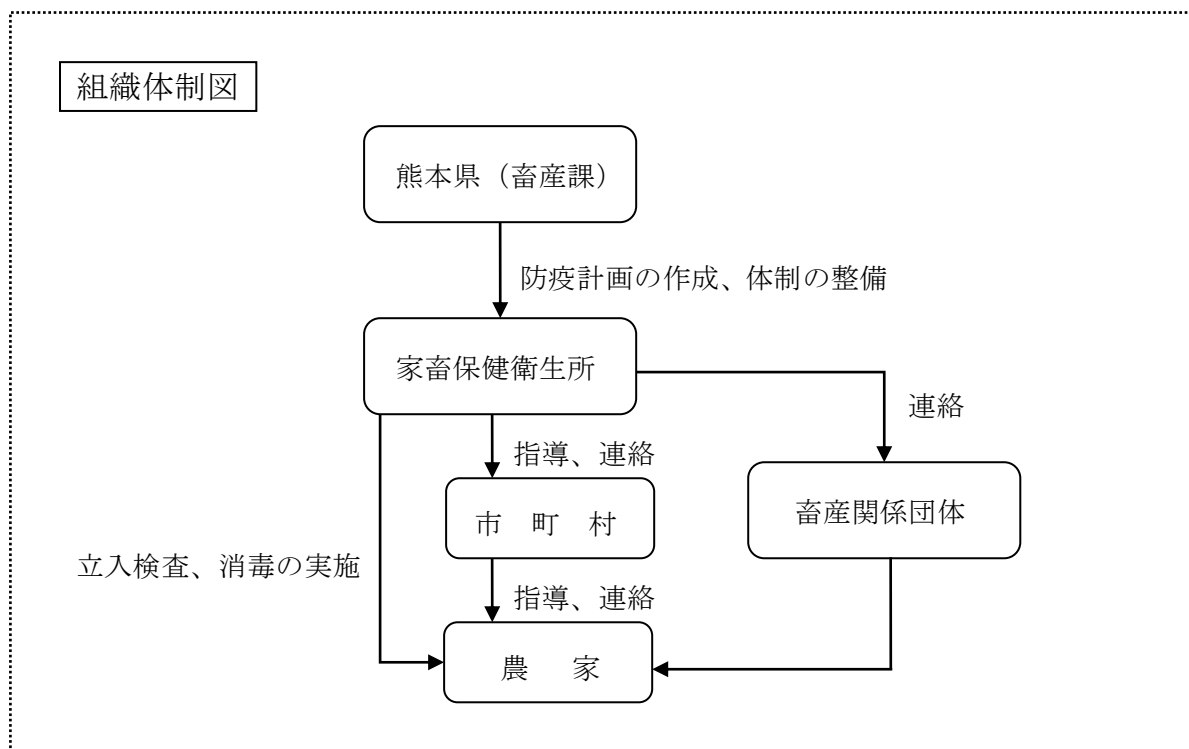 組織体制図
熊本県（畜産課）
防疫計画の作成、体制の整備
家畜保健衛生所
連絡
指導、連絡
市　町　村
畜産関係団体
立入検査、消毒の実施
指導、連絡
農　　家